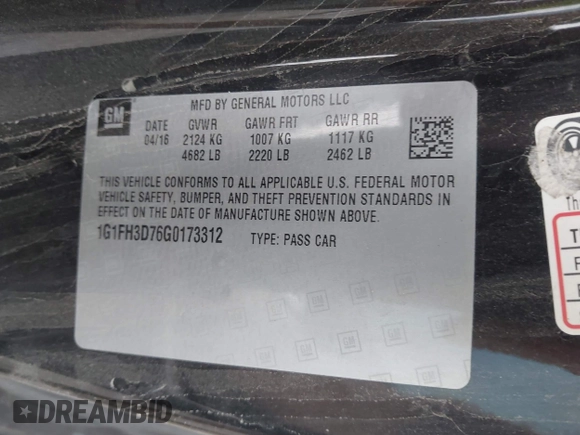 GM
MFD BY GENERAL MOTORS LLC
DATE GVWR GAWR FRT GAWR RR
04/16 2124 KG 1007 KG 1117 KG
4682 LB 2220 LB 2462 LB
THIS VEHICLE CONFORMS TO ALL APPLICABLE U.S. FEDERAL MOTOR
VEHICLE SAFETY, BUMPER, AND THEFT PREVENTION STANDARDS IN
EFFECT ON THE DATE OF MANUFACTURE SHOWN ABOVE.
1G1FH3D76G0173312 TYPE: PASS CAR
DREAMBID